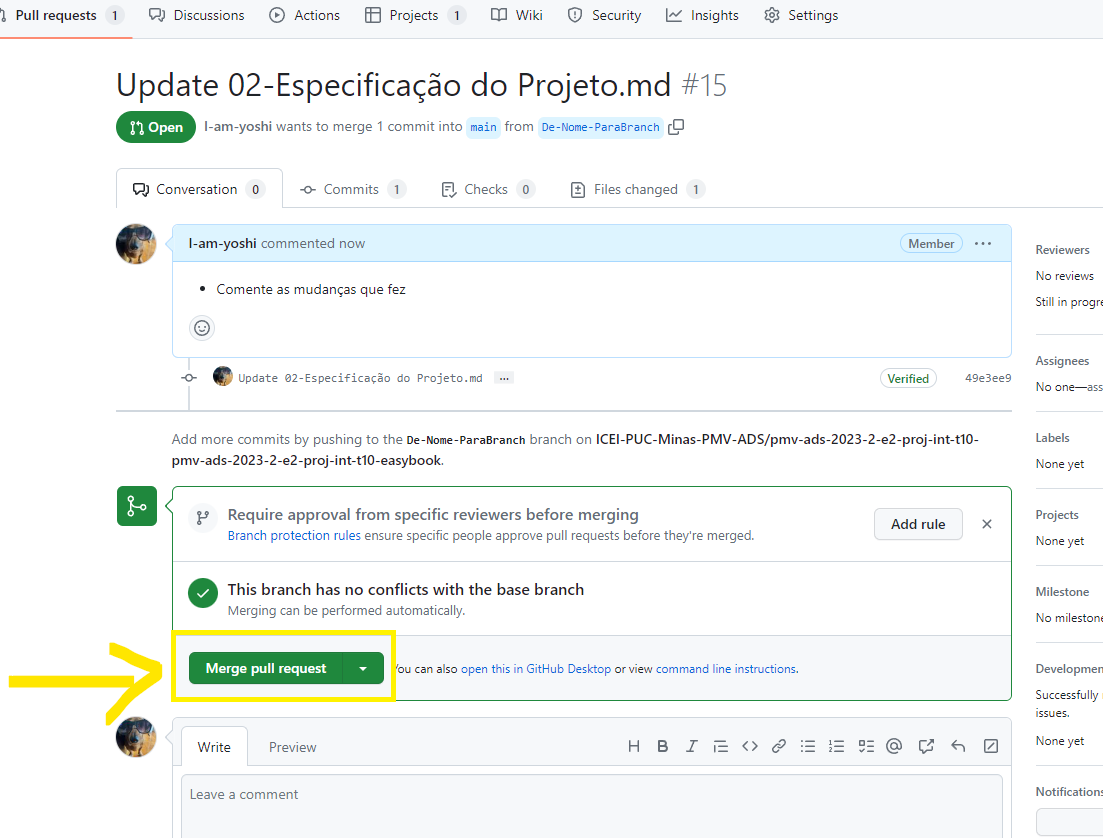 Pull requests 1 Discussions Actions Projects 1 Wiki Security Insights Settings
Update 02-Especificação do Projeto.md #15
Open I-am-yoshi wants to merge 1 commit into main from De-Nome-ParaBranch
Conversation 0 Commits 1 Checks 0 Files changed 1
I-am-yoshi commented now Member
Comente as mudanças que fez
Update 02-Especificação do Projeto.md ... Verified 49e3ee9
Add more commits by pushing to the De-Nome-ParaBranch branch on ICEI-PUC-Minas-PMV-ADS/pmv-ads-2023-2-e2-proj-int-t10-
pmv-ads-2023-2-e2-proj-int-t10-easybook.
Require approval from specific reviewers before merging
Branch protection rules ensure specific people approve pull requests before they're merged.
Add rule
This branch has no conflicts with the base branch
Merging can be performed automatically.
Merge pull request You can also open this in GitHub Desktop or view command line instructions.
Write Preview
Leave a comment
Reviewers
No reviews
Still in progre
Assignees
No one—ass
Labels
None yet
Projects
None yet
Milestone
No milestone
Developmen
Successfully
issues.
None yet
Notifications